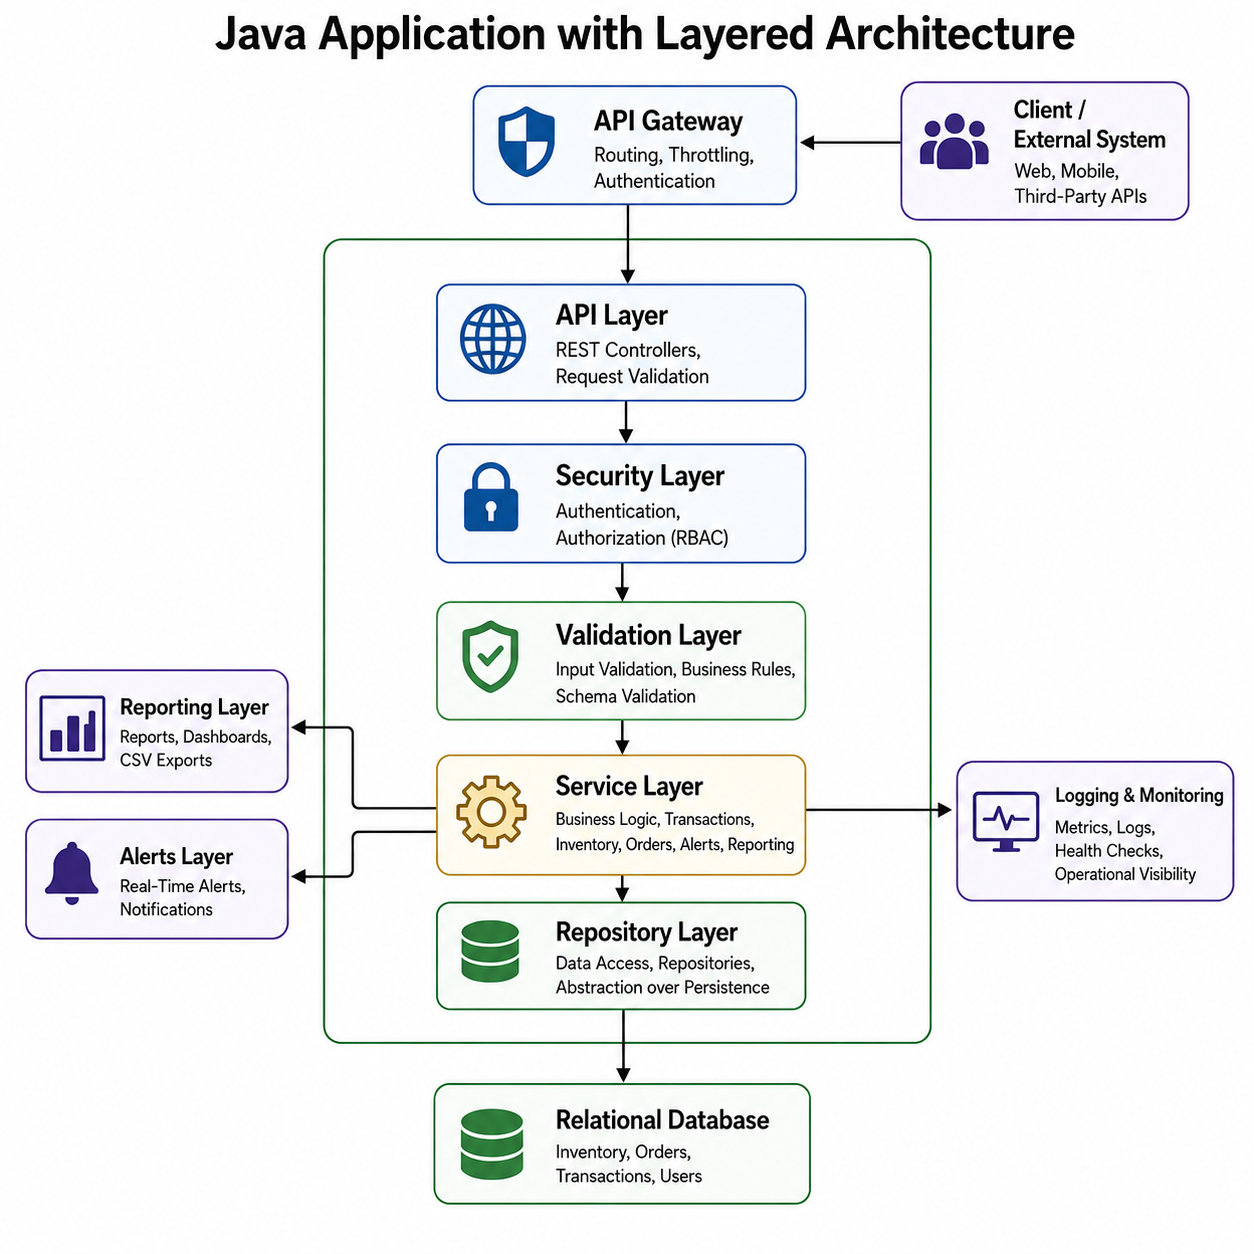 Java Application with Layered Architecture
API Gateway
Routing, Throttling,
Authentication
Client /
External System
Web, Mobile,
Third-Party APIs
API Layer
REST Controllers,
Request Validation
Security Layer
Authentication,
Authorization (RBAC)
Validation Layer
Input Validation, Business Rules,
Schema Validation
Reporting Layer
Reports, Dashboards,
CSV Exports
Service Layer
Business Logic, Transactions,
Inventory, Orders, Alerts, Reporting
Logging & Monitoring
Metrics, Logs,
Health Checks,
Operational Visibility
Alerts Layer
Real-Time Alerts,
Notifications
Repository Layer
Data Access, Repositories,
Abstraction over Persistence
Relational Database
Inventory, Orders,
Transactions, Users